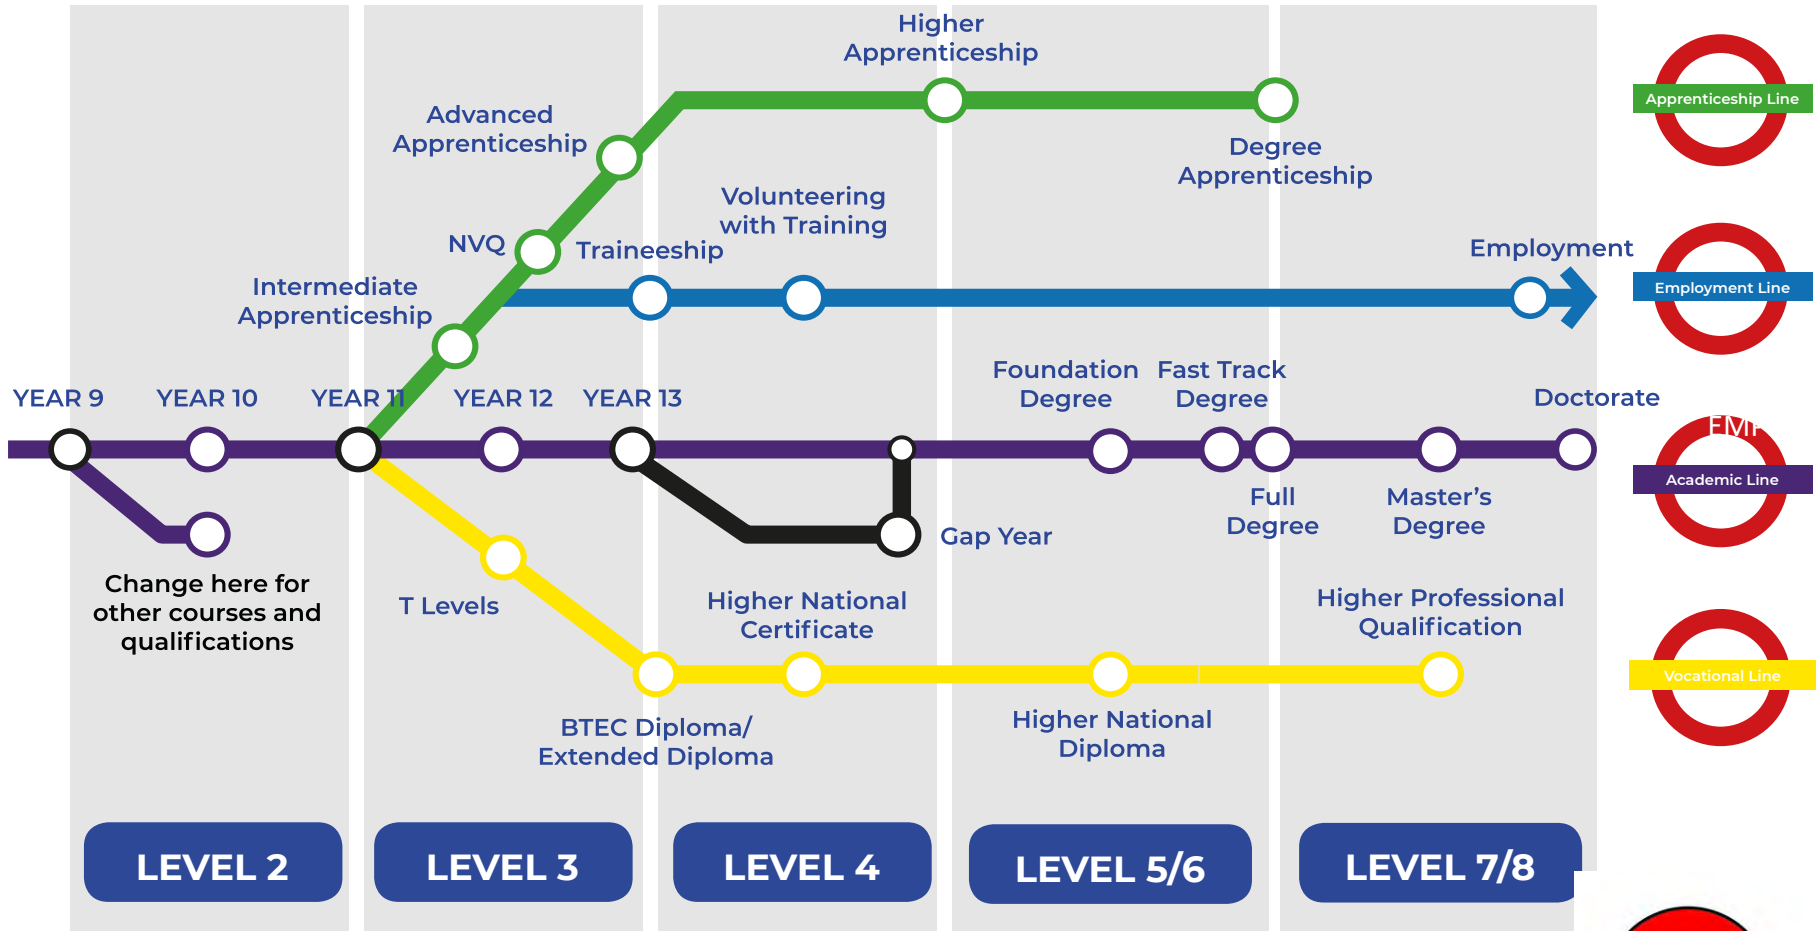 Higher
Apprenticeship
Advanced
Apprenticeship
Apprenticeship Line
Degree
Apprenticeship
Volunteering
with Training
NVQ
Traineeship
Employment
Intermediate
Apprenticeship
Employment Line
Foundation
Degree
Fast Track
Degree
YEAR 9
YEAR 10
YEAR 11
YEAR 12
YEAR 13
Doctorate
Academic Line
Full
Degree
Master’s
Degree
Gap Year
Change here for
other courses and
qualifications
T Levels
Higher National
Certificate
Higher Professional
Qualification
Vocational Line
BTEC Diploma/
Extended Diploma
Higher National
Diploma
LEVEL 2
LEVEL 3
LEVEL 4
LEVEL 5/6
LEVEL 7/8